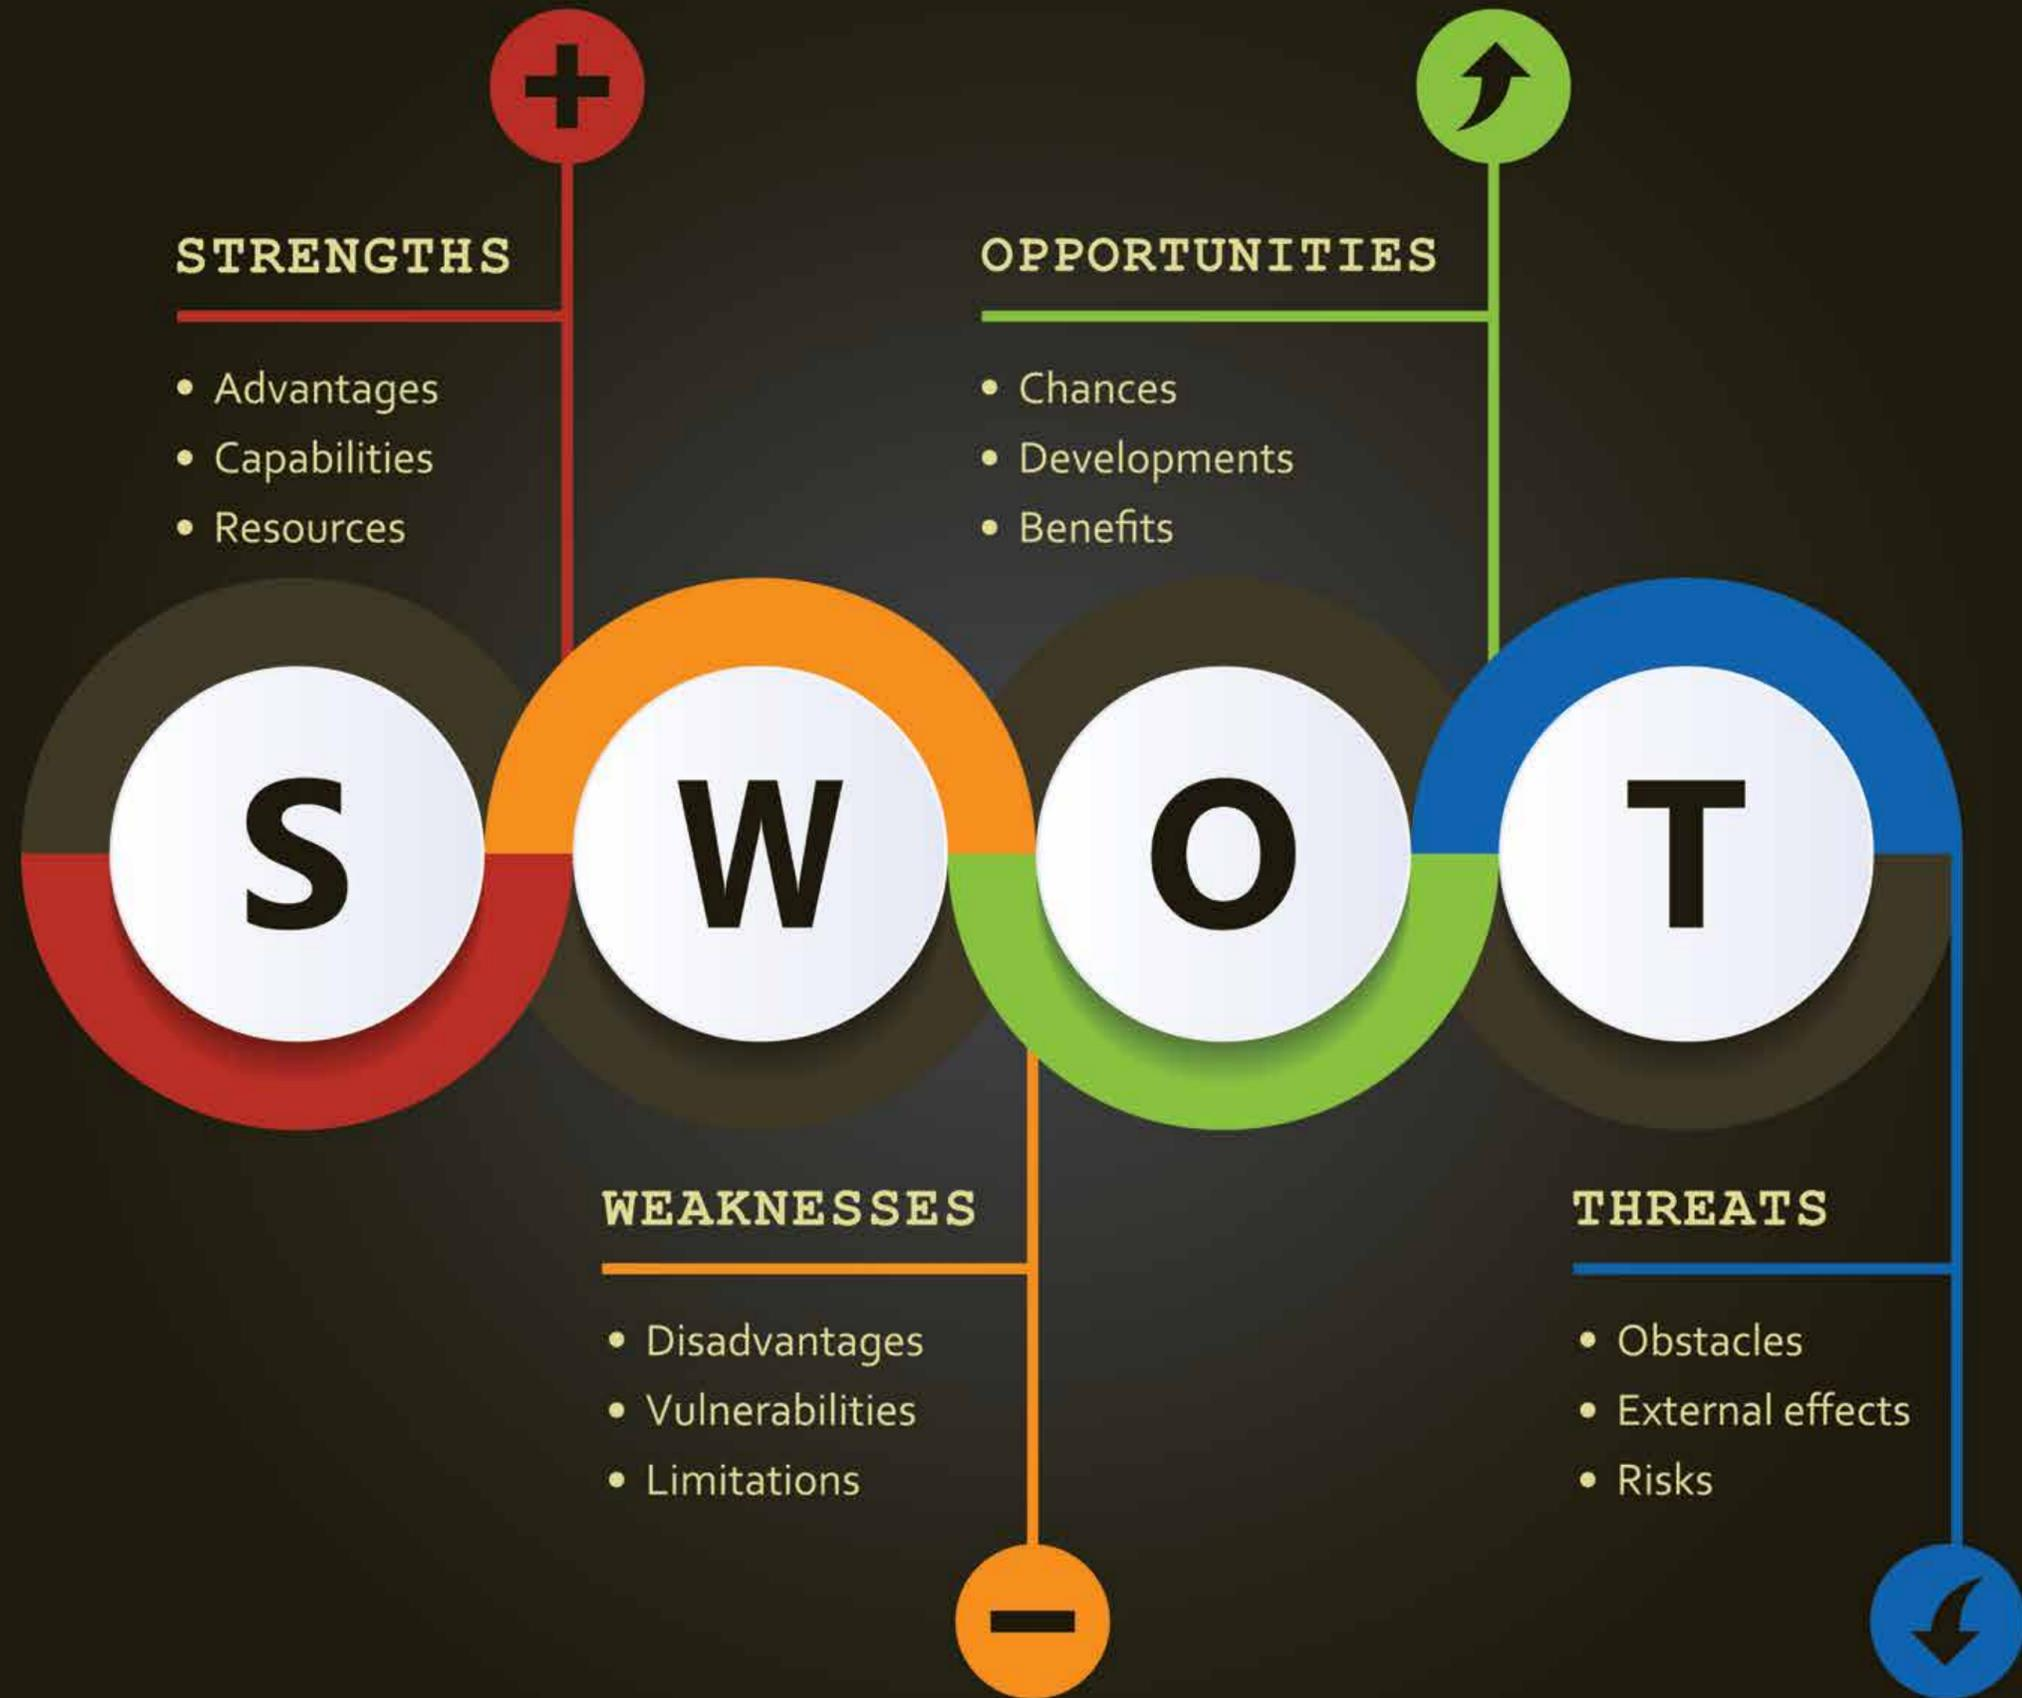 STRENGTHS
• Advantages
• Capabilities
• Resources
OPPORTUNITIES
• Chances
• Developments
• Benefits
S W O T
WEAKNESSES
• Disadvantages
• Vulnerabilities
• Limitations
THREATS
• Obstacles
• External effects
• Risks